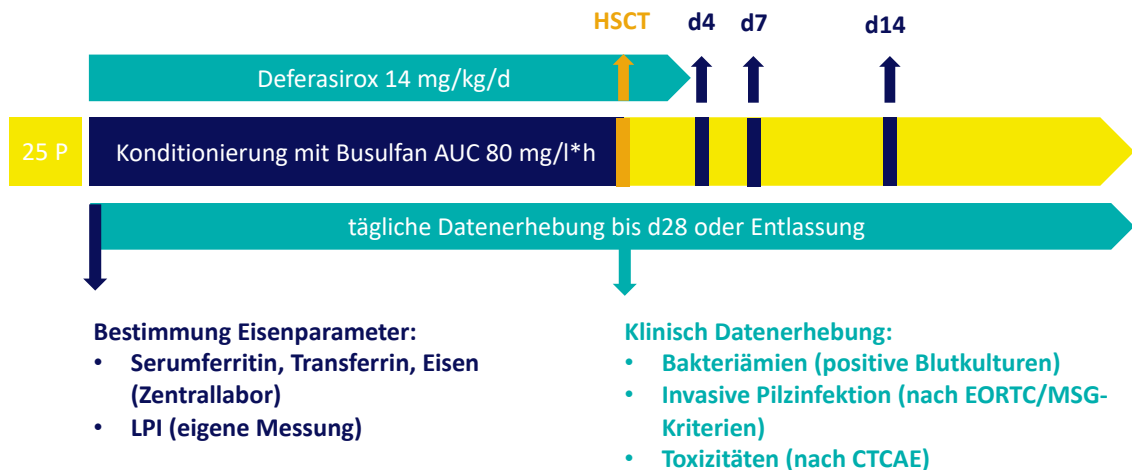 HSCT d4 d7 d14
Deferasirox 14 mg/kg/d
25 P Konditionierung mit Busulfan AUC 80 mg/l*h
tägliche Datenerhebung bis d28 oder Entlassung
Bestimmung Eisenparameter:
• Serumferritin, Transferrin, Eisen
(Zentrallabor)
• LPI (eigene Messung)
Klinisch Datenerhebung:
• Bakteriämien (positive Blutkulturen)
• Invasive Pilzinfektion (nach EORTC/MSG-
Kriterien)
• Toxizitäten (nach CTCAE)